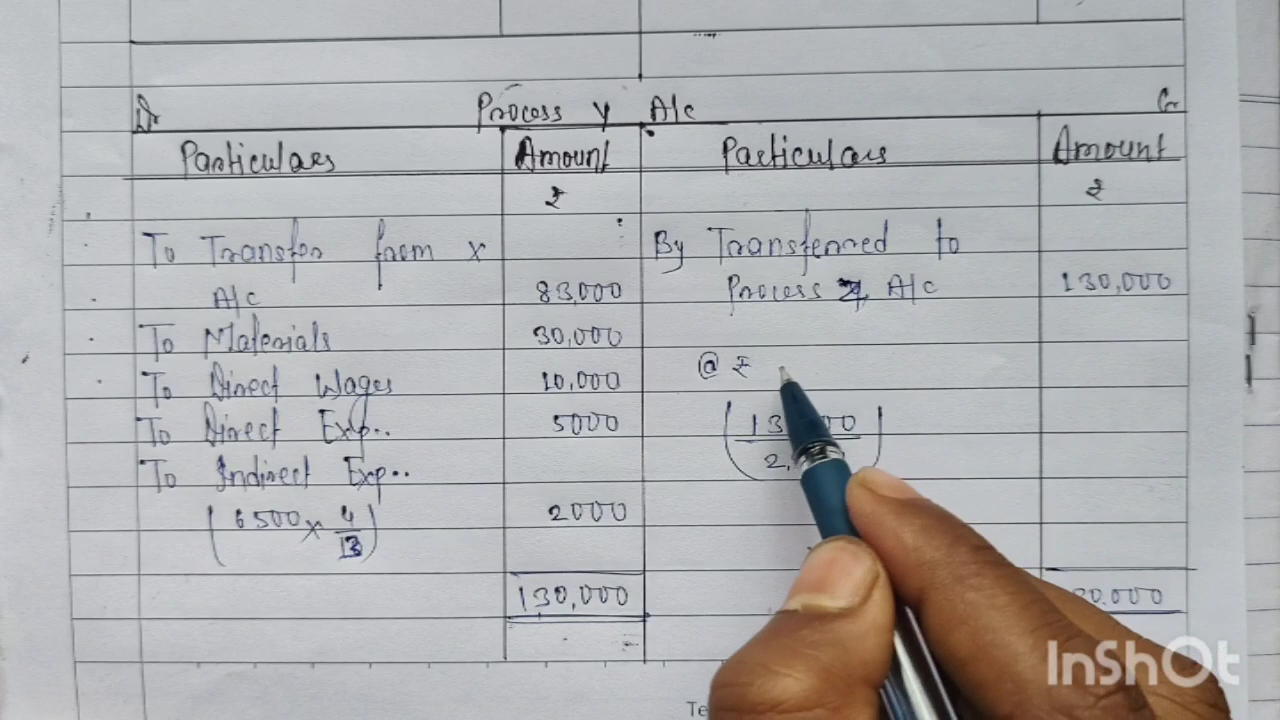 Dr Process Y A/c Cr
Particulars Amount Particulars Amount
₹ ₹
To Transfer from X By Transferred to
A/c 83,000 Process A/c 130,000
To Materials 30,000
To Direct Wages 10,000 @ ₹
To Direct Exp.. 5000
To Indirect Exp..
(6500 × 4/13) 2000
130,000
InShOt